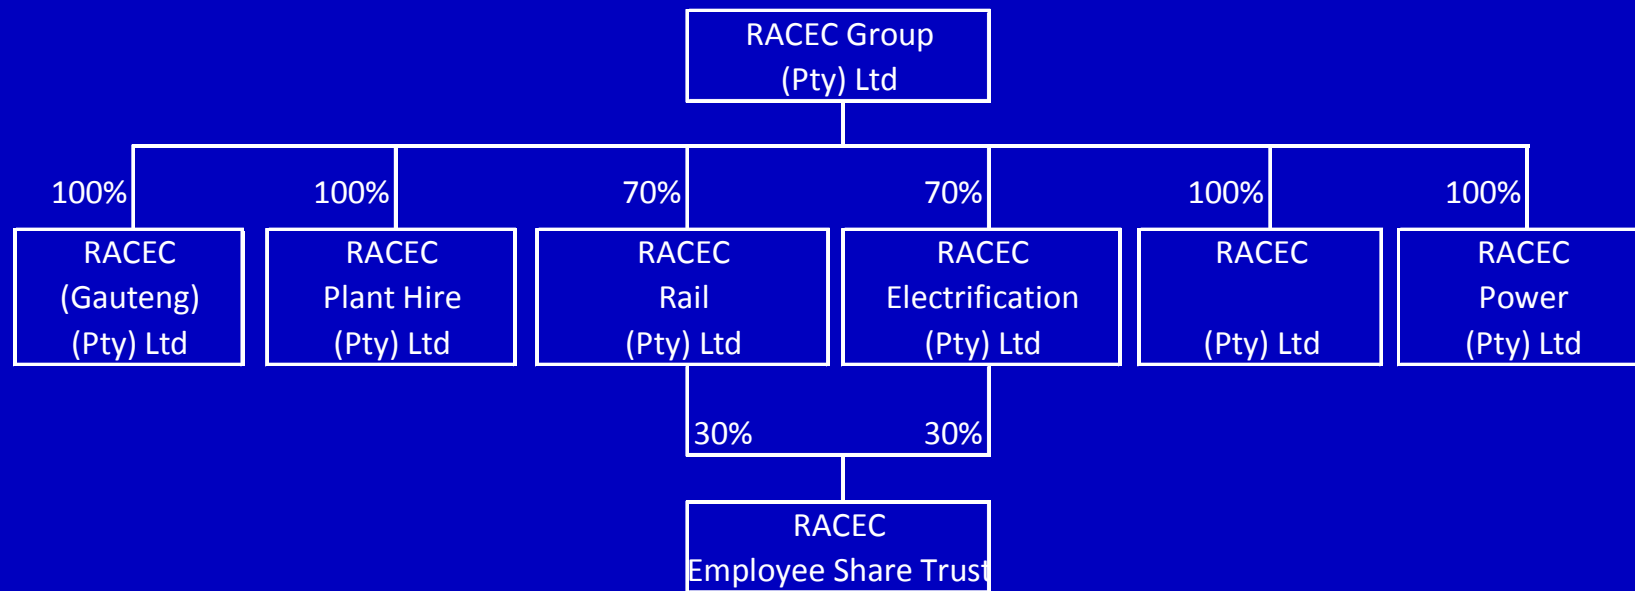 RACEC Group
(Pty) Ltd
100%
100%
70%
70%
100%
100%
RACEC
(Gauteng)
(Pty) Ltd
RACEC
Plant Hire
(Pty) Ltd
RACEC
Rail
(Pty) Ltd
RACEC
Electrification
(Pty) Ltd
RACEC
(Pty) Ltd
RACEC
Power
(Pty) Ltd
30%
30%
RACEC
Employee Share Trust